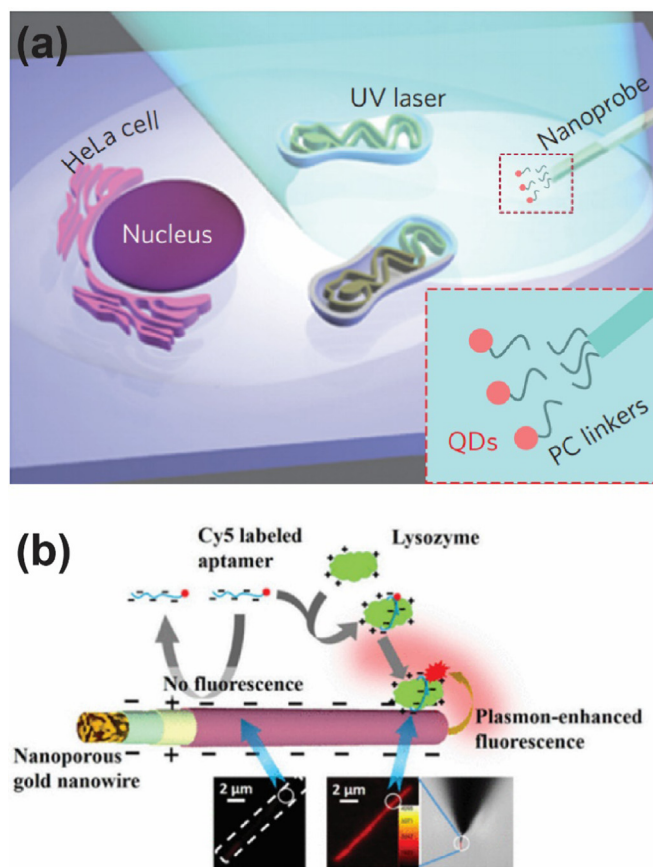 (a)
UV laser
Nanoprobe
HeLa cell
Nucleus
QDs
PC linkers
(b)
Cy5 labeled
aptamer
Lysozyme
No fluorescence
Plasmon-enhanced
fluorescence
Nanoporous
gold nanowire
2 μm
2 μm